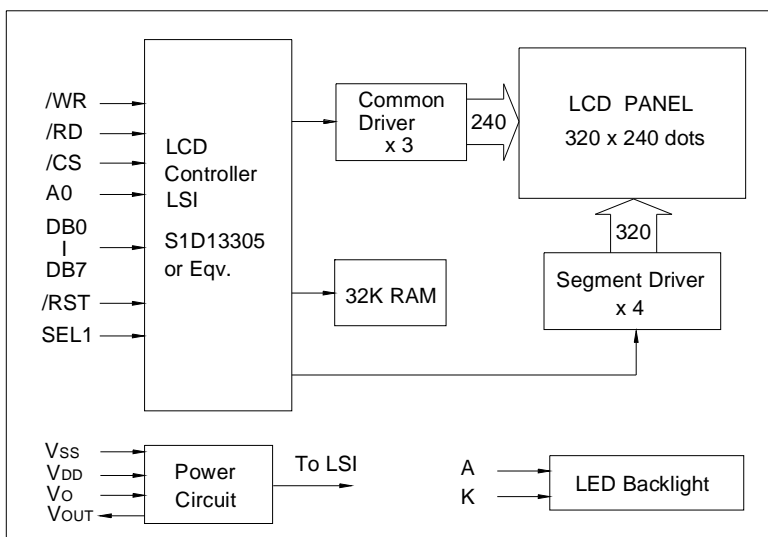 /WR
/RD
/CS
A0
DB0
I
DB7
/RST
SEL1
LCD
Controller
LSI
S1D13305
or Eqv.
Common
Driver
x 3
240
LCD PANEL
320 x 240 dots
320
32K RAM
Segment Driver
x 4
VSS
VDD
VO
VOUT
Power
Circuit
To LSI
A
K
LED Backlight